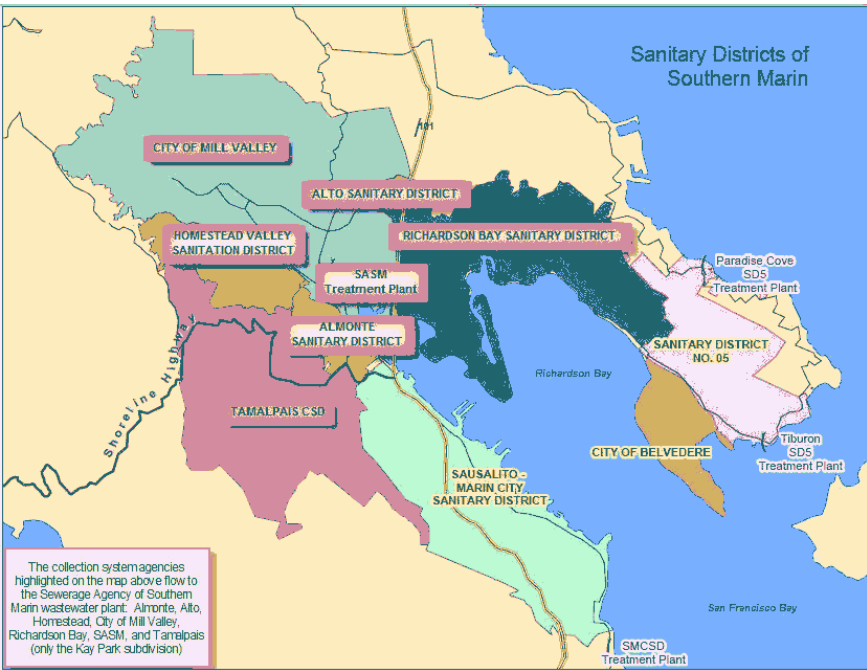 Sanitary Districts of
Southern Marin
101
CITY OF MILL VALLEY
ALTO SANITARY DISTRICT
HOMESTEAD VALLEY
SANITATION DISTRICT
RICHARDSON BAY SANITARY DISTRICT
SASM
Treatment Plant
Paradise Cove
SD5
Treatment Plant
ALMONTE
SANITARY DISTRICT
SANITARY DISTRICT
NO. 05
Shoreline Highway
Richardson Bay
TAMALPAIS CSD
CITY OF BELVEDERE
Tiburon
SD5
Treatment Plant
SAUSALITO -
MARIN CITY
SANITARY DISTRICT
The collection system agencies
highlighted on the map above flow to
the Sewerage Agency of Southern
Marin wastewater plant: Almonte, Alto,
Homestead, City of Mill Valley,
Richardson Bay, SASM, and Tamalpais
(only the Kay Park subdivision)
San Francisco Bay
SMCSD
Treatment Plant